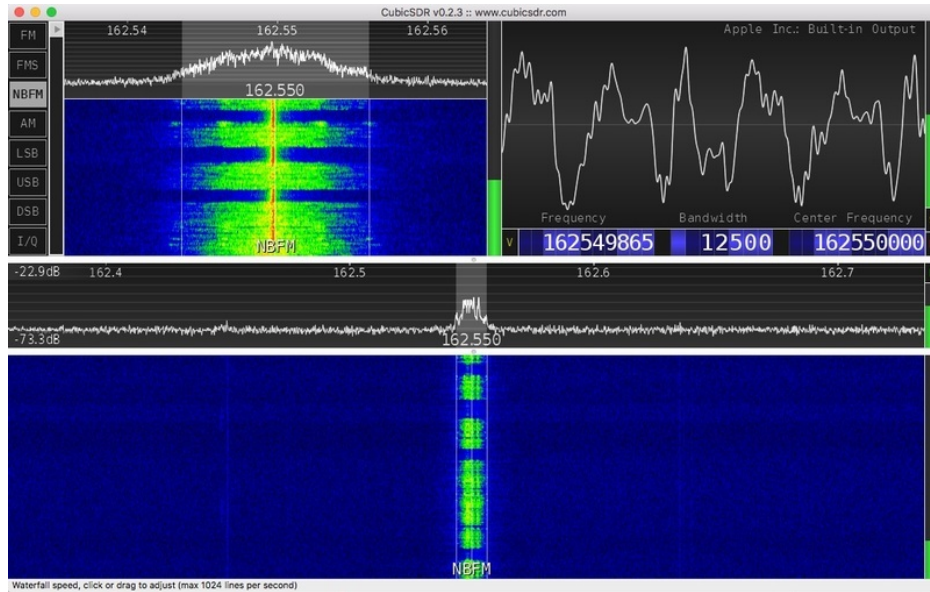 CubicSDR v0.2.3 :: www.cubicsdr.com
FM
FMS
NBFM
AM
LSB
USB
DSB
I/Q
162.54 162.55 162.56
162.550
NBFM
Apple Inc.: Built-in Output
Frequency Bandwidth Center Frequency
V 162549865 12500 162550000
-22.9dB 162.4 162.5 162.6 162.7
-73.3dB 162.550
NBFM
Waterfall speed, click or drag to adjust (max 1024 lines per second)